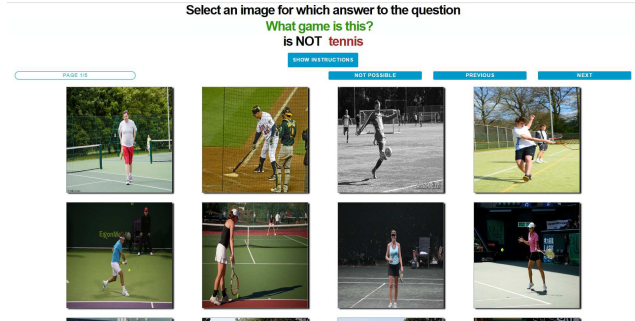 Select an image for which answer to the question
What game is this?
is NOT tennis
SHOW INSTRUCTIONS
PAGE 1/5
NOT POSSIBLE
PREVIOUS
NEXT